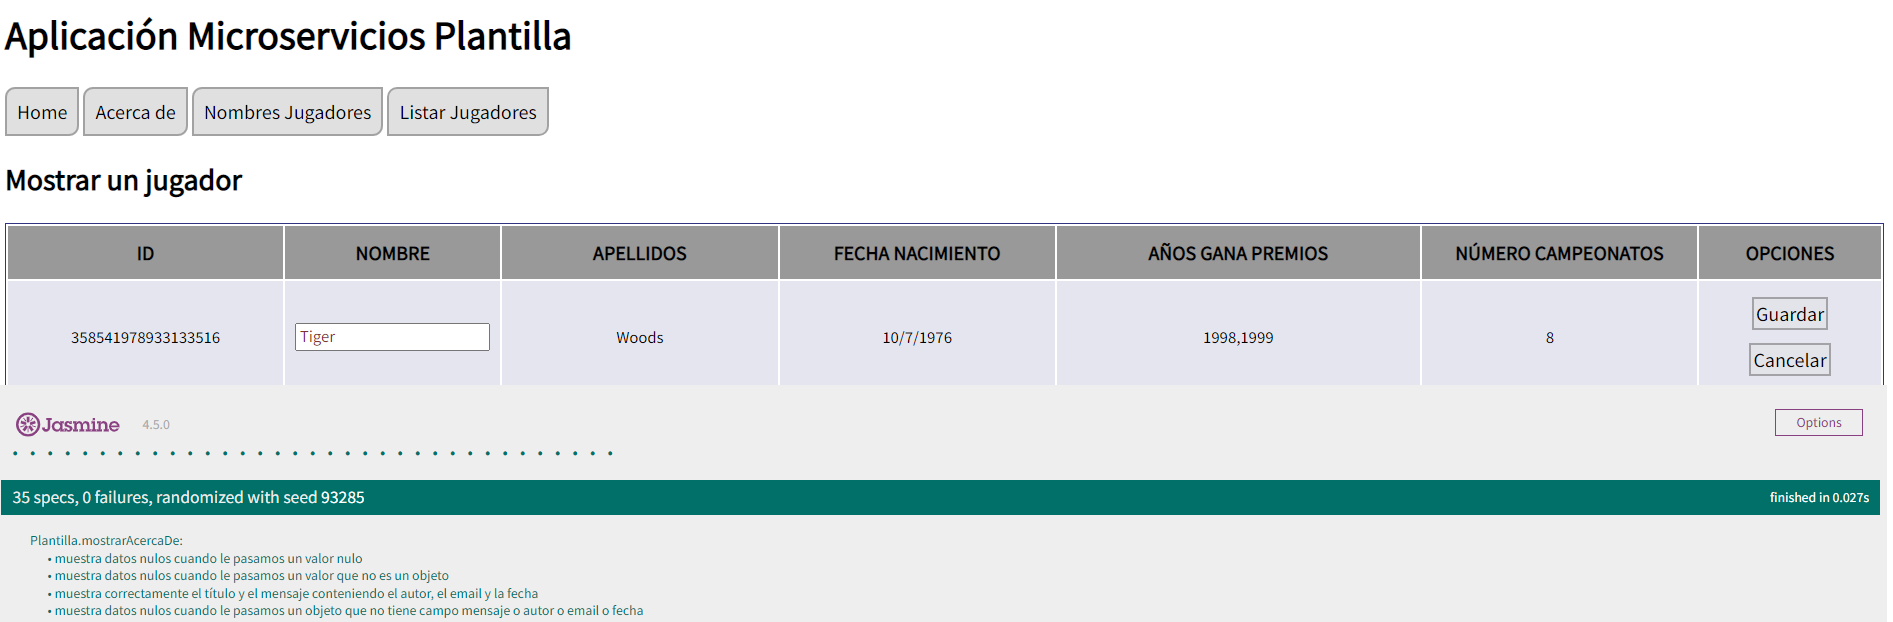 Aplicación Microservicios Plantilla
Home Acerca de Nombres Jugadores Listar Jugadores
Mostrar un jugador
ID NOMBRE APELLIDOS FECHA NACIMIENTO AÑOS GANA PREMIOS NÚMERO CAMPEONATOS OPCIONES
358541978933133516 Tiger Woods 10/7/1976 1998,1999 8 Guardar
Cancelar
Jasmine 4.5.0 Options
35 specs, 0 failures, randomized with seed 93285 finished in 0.027s
Plantilla.mostrarAcercaDe:
• muestra datos nulos cuando le pasamos un valor nulo
• muestra datos nulos cuando le pasamos un valor que no es un objeto
• muestra correctamente el título y el mensaje conteniendo el autor, el email y la fecha
• muestra datos nulos cuando le pasamos un objeto que no tiene campo mensaje o autor o email o fecha